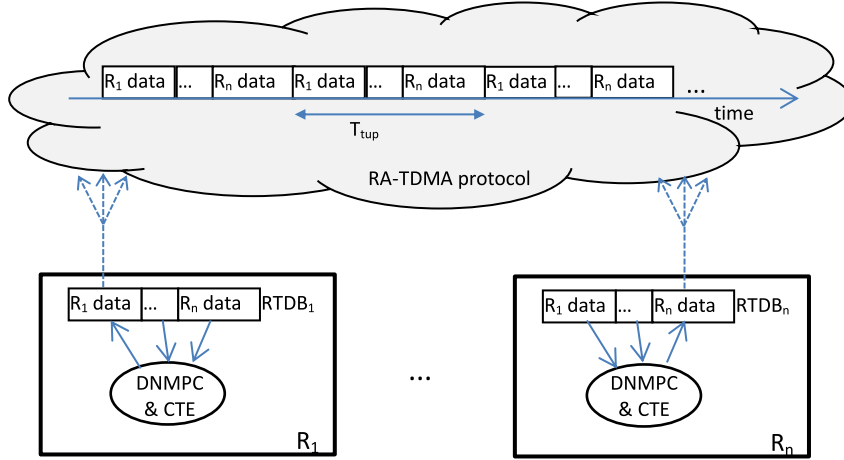 R₁ data ... Rₙ data R₁ data ... Rₙ data R₁ data ... Rₙ data ...
time
Tₜᵤₚ
RA-TDMA protocol
R₁ data ... Rₙ data RTDB₁
R₁ data ... Rₙ data RTDBₙ
DNMPC
& CTE
...
DNMPC
& CTE
R₁
Rₙ